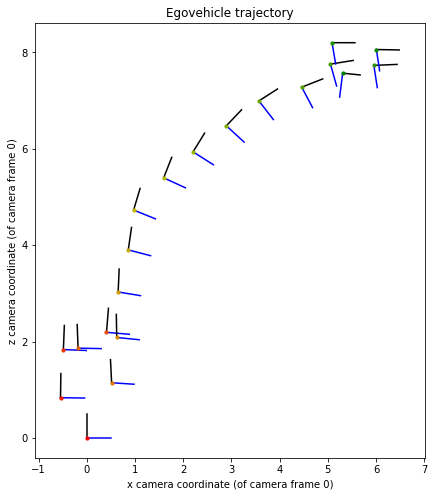 Egovehicle trajectory
z camera coordinate (of camera frame 0)
8
6
4
2
0
-1 0 1 2 3 4 5 6 7
x camera coordinate (of camera frame 0)